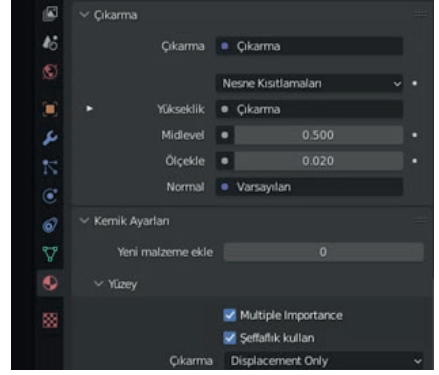 Çıkarma
Çıkarma Çıkarma
Nesne Kısıtlamaları
Yükseklik Çıkarma
Midlevel 0.500
Ölçekle 0.020
Normal Varsayılan
Kemik Ayarları
Yeni malzeme ekle 0
Yüzey
Multiple Importance
Şeffaflık kullan
Çıkarma Displacement Only